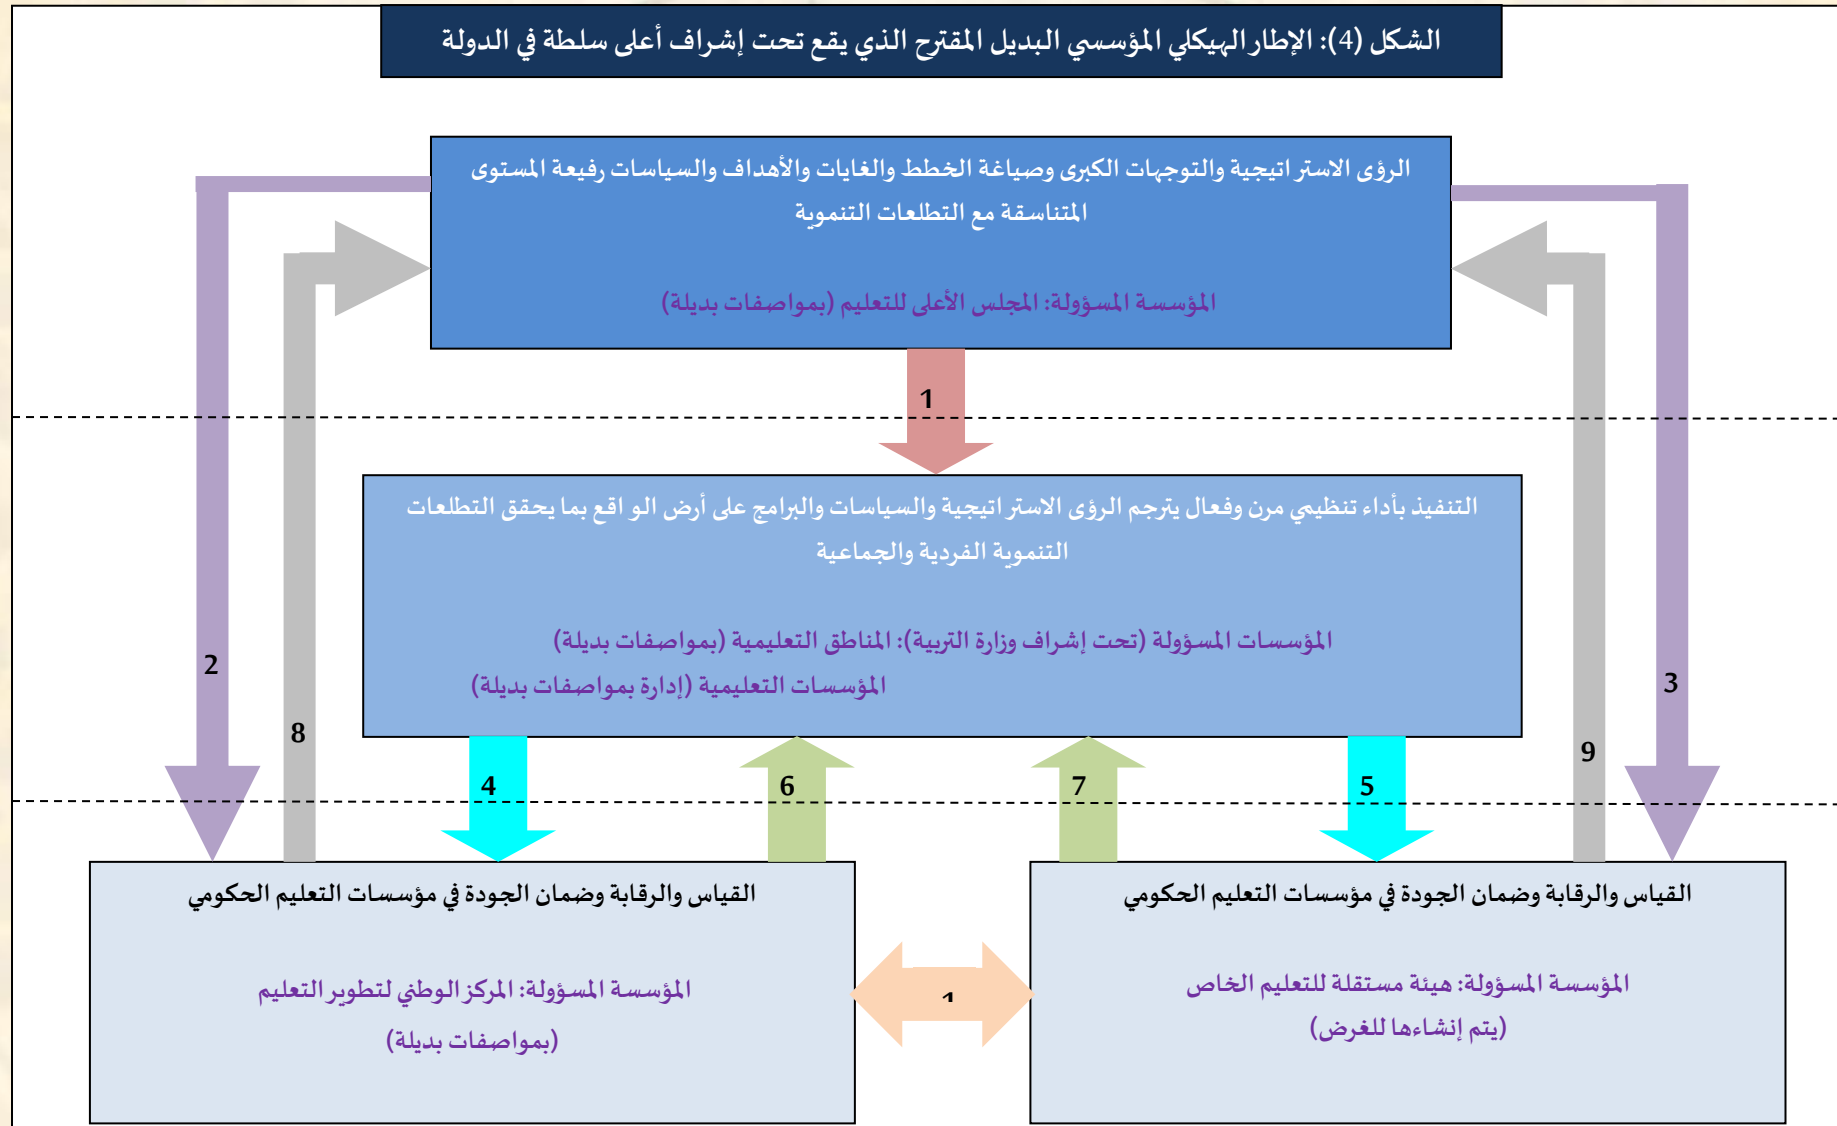 الشكل (4): الإطار الهيكلي المؤسسي البديل المقترح الذي يقع تحت إشراف أعلى سلطة في الدولة
الرؤى الاستراتيجية والتوجهات الكبرى وصياغة الخطط والغايات والأهداف والسياسات رفيعة المستوى
المتناسقة مع التطلعات التنموية
المؤسسة المسؤولة: المجلس الأعلى للتعليم (بمواصفات بديلة)
1
التنفيذ بأداء تنظيمي مرن وفعال يترجم الرؤى الاستراتيجية والسياسات والبرامج على أرض الواقع بما يحقق التطلعات
التنموية الفردية والجماعية
المؤسسات المسؤولة (تحت إشراف وزارة التربية): المناطق التعليمية (بمواصفات بديلة)
المؤسسات التعليمية (إدارة بمواصفات بديلة)
3
2
9
8
5
7
6
4
القياس والرقابة وضمان الجودة في مؤسسات التعليم الحكومي
المؤسسة المسؤولة: هيئة مستقلة للتعليم الخاص
(يتم إنشاءها للغرض)
1
القياس والرقابة وضمان الجودة في مؤسسات التعليم الحكومي
المؤسسة المسؤولة: المركز الوطني لتطوير التعليم
(بمواصفات بديلة)